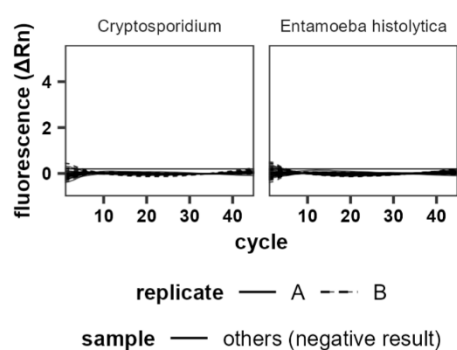 Cryptosporidium Entamoeba histolytica
fluorescence (ΔRn)
4
2
0
10 20 30 40 10 20 30 40
cycle
replicate A B
sample others (negative result)